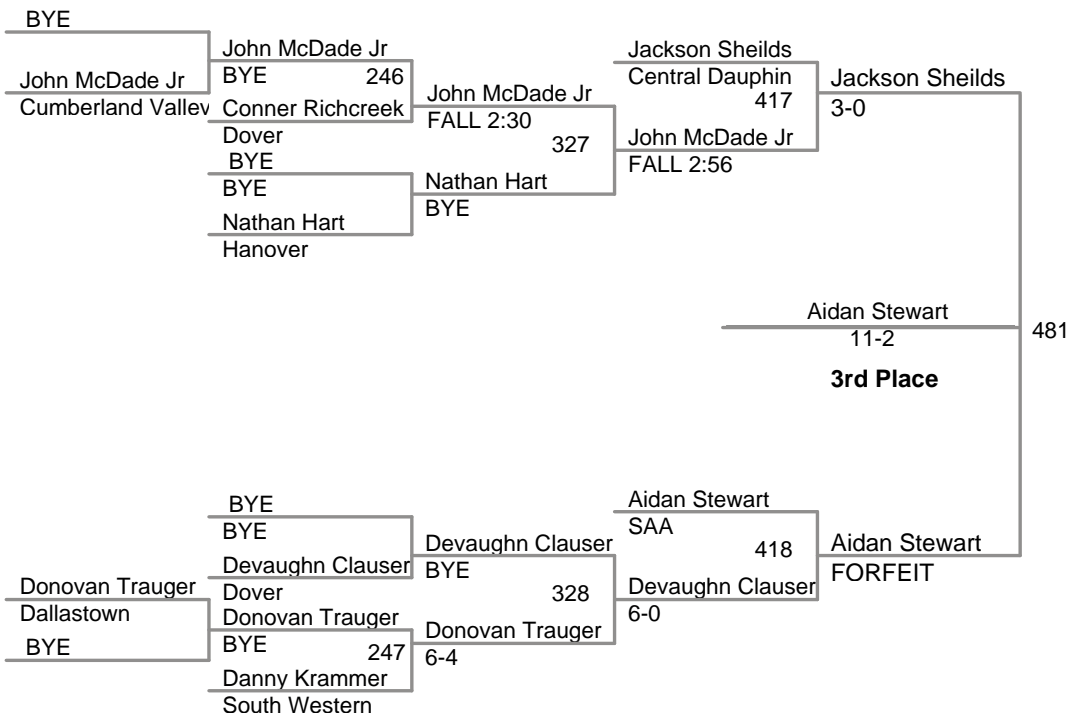 BYE
John McDade Jr
Cumberland Valley
John McDade Jr
BYE 246
Conner Richcreek
Dover
BYE
BYE
Nathan Hart
Hanover
John McDade Jr
FALL 2:30
327
Nathan Hart
BYE
Jackson Sheilds
Central Dauphin
417
John McDade Jr
FALL 2:56
Jackson Sheilds
3-0
Aidan Stewart
11-2
481
3rd Place
BYE
BYE
Devaughn Clauser
Dover
Donovan Trauger
Dallastown
BYE
Donovan Trauger
BYE 247
Danny Krammer
South Western
Devaughn Clauser
BYE
328
Donovan Trauger
6-4
Aidan Stewart
SAA
418
Devaughn Clauser
6-0
Aidan Stewart
FORFEIT